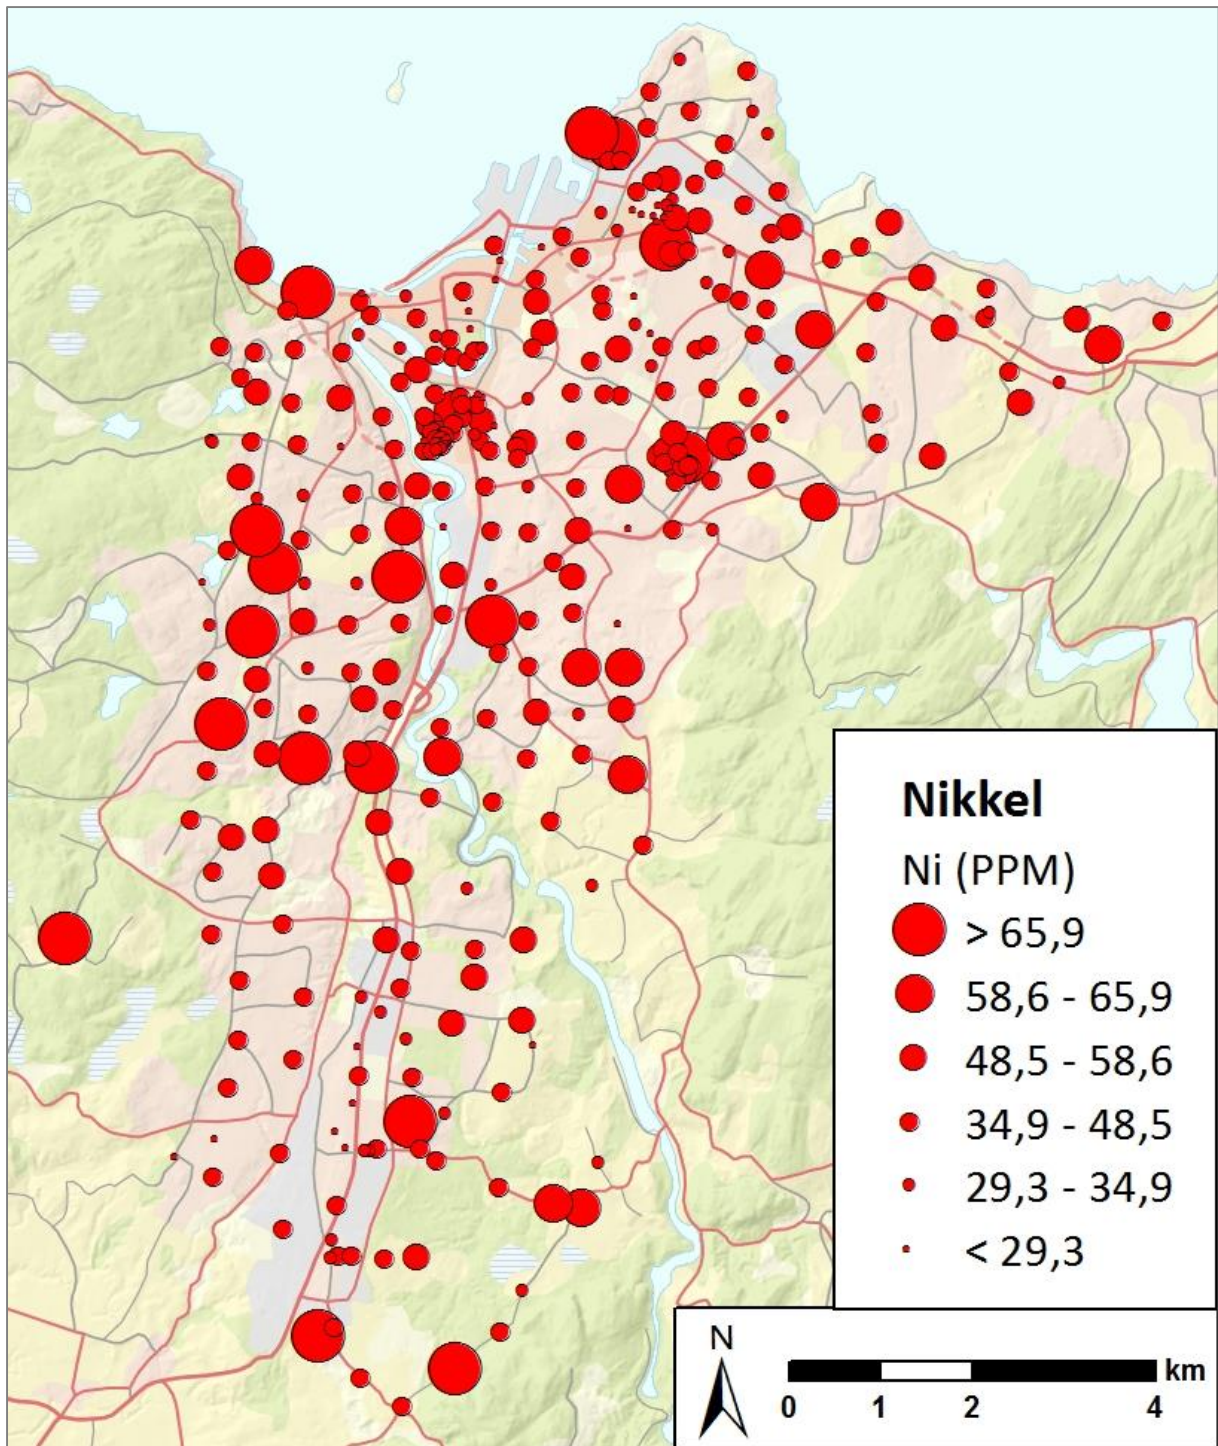 Nikkel
Ni (PPM)
> 65,9
58,6 - 65,9
48,5 - 58,6
34,9 - 48,5
29,3 - 34,9
< 29,3
N
km
0 1 2 4